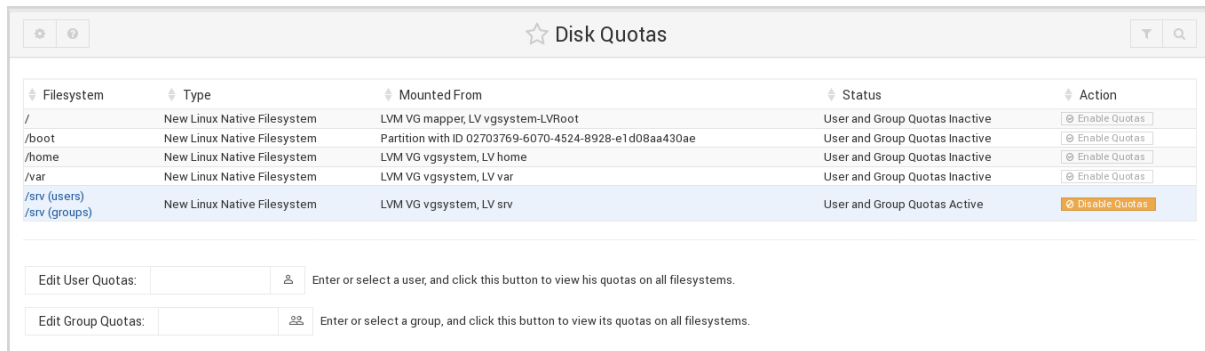 Disk Quotas
Filesystem Type Mounted From Status Action
/ New Linux Native Filesystem LVM VG mapper, LV vgsystem-LVRoot User and Group Quotas Inactive Enable Quotas
/boot New Linux Native Filesystem Partition with ID 02703769-6070-4524-8928-e1d08aa430ae User and Group Quotas Inactive Enable Quotas
/home New Linux Native Filesystem LVM VG vgsystem, LV home User and Group Quotas Inactive Enable Quotas
/var New Linux Native Filesystem LVM VG vgsystem, LV var User and Group Quotas Inactive Enable Quotas
/srv (users)
/srv (groups) New Linux Native Filesystem LVM VG vgsystem, LV srv User and Group Quotas Active Disable Quotas
Edit User Quotas: Enter or select a user, and click this button to view his quotas on all filesystems.
Edit Group Quotas: Enter or select a group, and click this button to view its quotas on all filesystems.